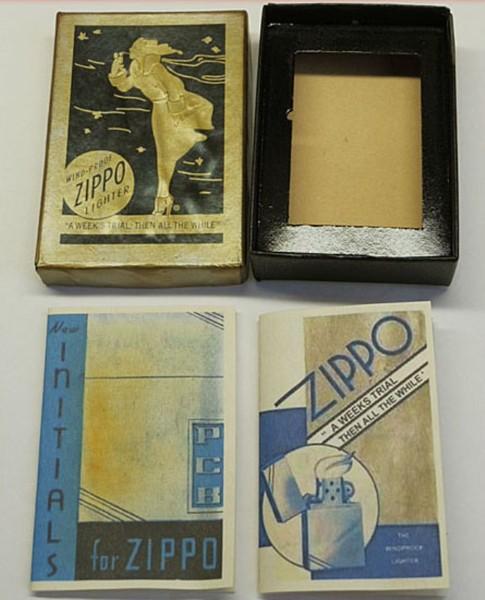 WIND-PROOF
ZIPPO
LIGHTER
"A WEEK'S TRIAL; THEN ALL THE WHILE"
New
INITIALS
PCB
for ZIPPO
ZIPPO
"A WEEKS TRIAL
THEN ALL THE WHILE"
THE
WINDPROOF
LIGHTER